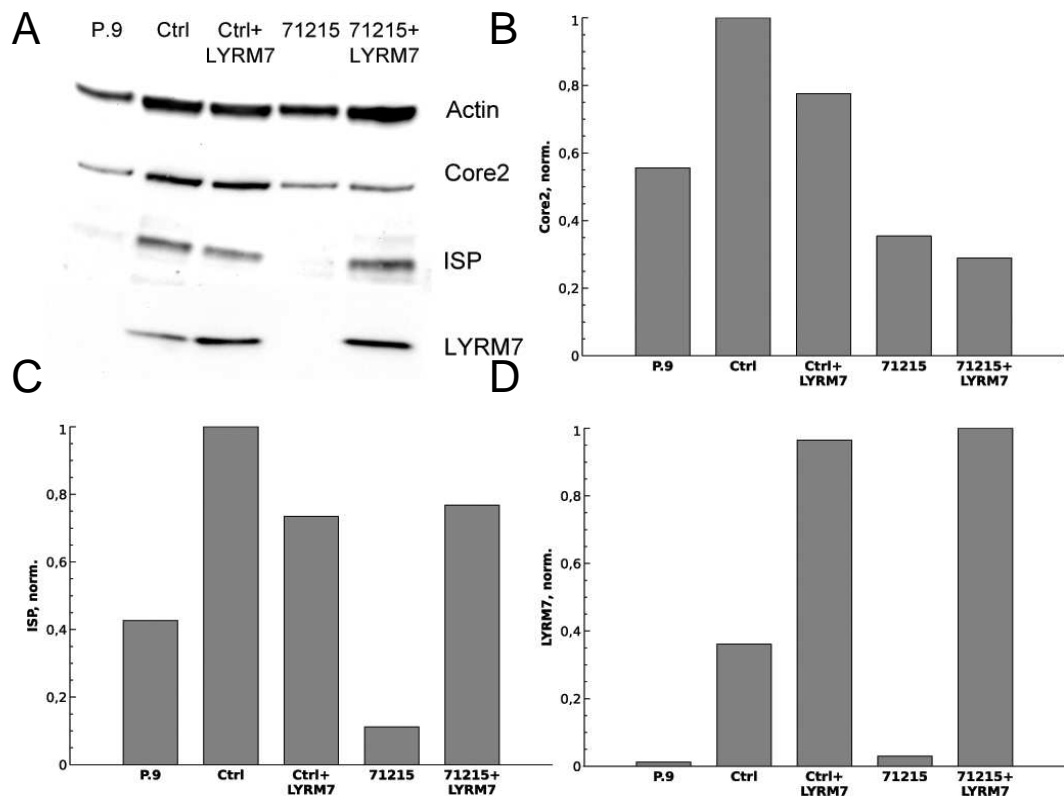 A
P.9 Ctrl Ctrl+ 71215 71215+
LYRM7 LYRM7
Actin
Core2
ISP
LYRM7
B
1
0,8
0,6
0,4
0,2
0
Core2, norm.
P.9 Ctrl Ctrl+ 71215 71215+
LYRM7 LYRM7
C
1
0,8
0,6
0,4
0,2
0
ISP, norm.
P.9 Ctrl Ctrl+ 71215 71215+
LYRM7 LYRM7
D
1
0,8
0,6
0,4
0,2
0
LYRM7, norm.
P.9 Ctrl Ctrl+ 71215 71215+
LYRM7 LYRM7